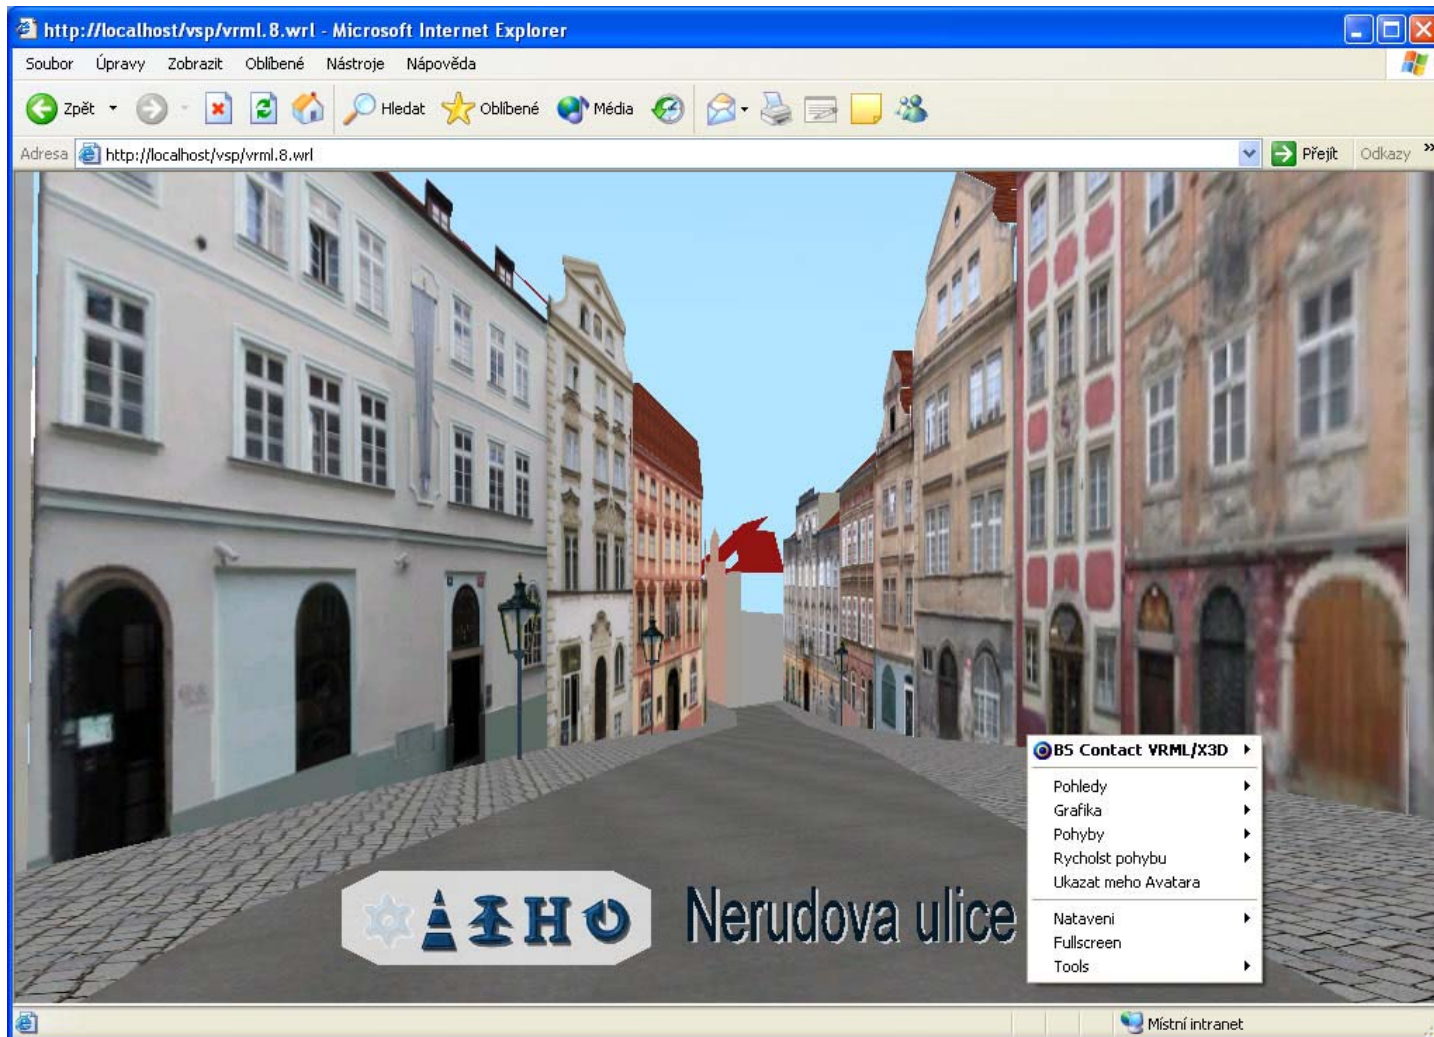 http://localhost/vsp/vrml.8.wrl - Microsoft Internet Explorer
Soubor Úpravy Zobrazit Oblíbené Nástroje Nápověda
Zpět Hledat Oblíbené Média
Adresa http://localhost/vsp/vrml.8.wrl Přejít Odkazy »
BS Contact VRML/X3D
Pohledy
Grafika
Pohyby
Rycholst pohybu
Ukazat meho Avatara
Nataveni
Fullscreen
Tools
Nerudova ulice
Místní intranet